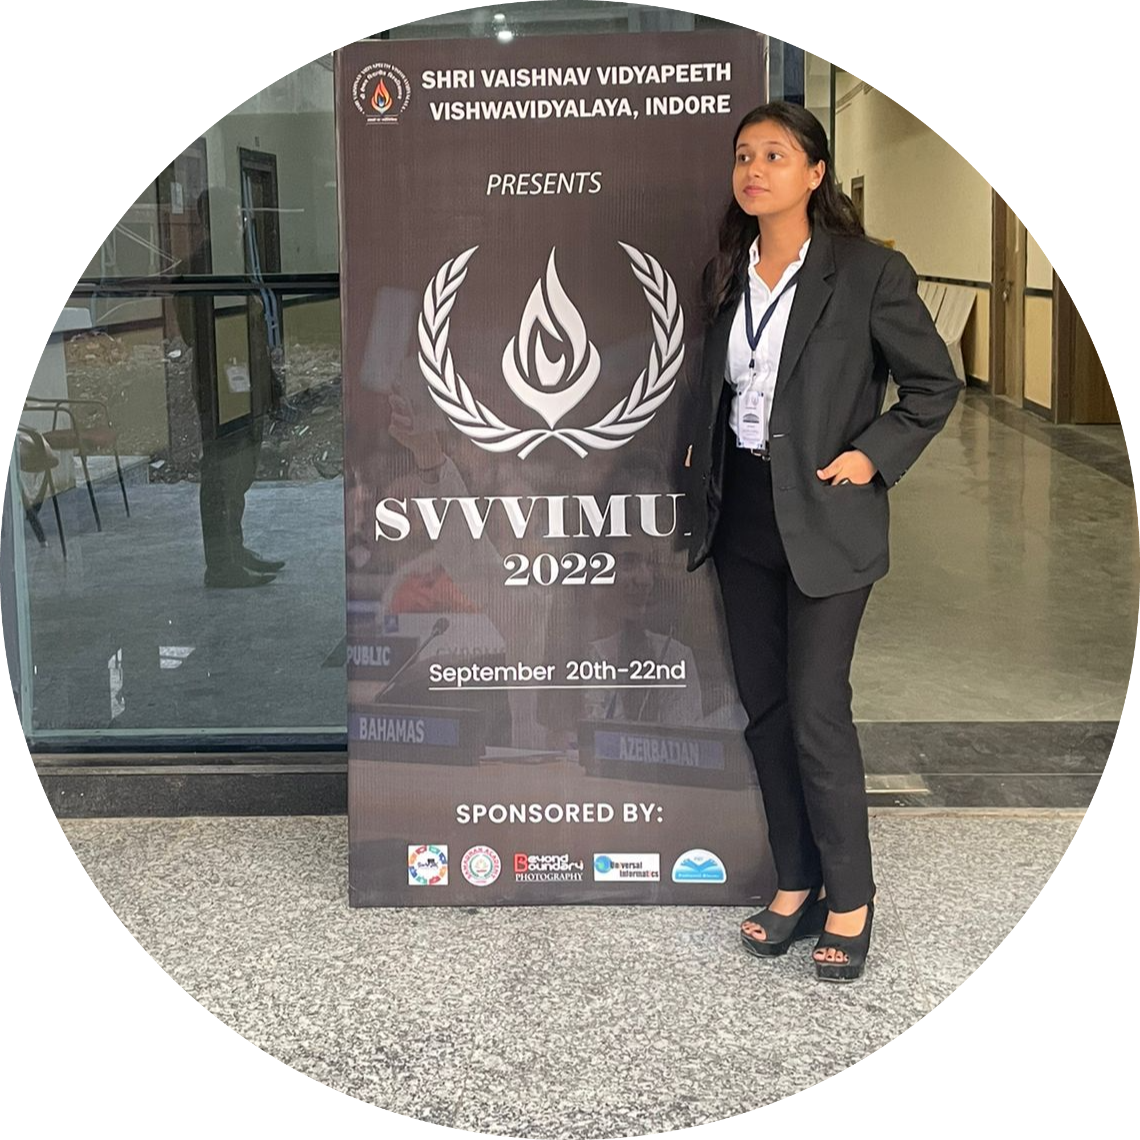 SHRI VAISHNAV VIDYAPEETH
VISHWAVIDYALAYA, INDORE
PRESENTS
SVVVIMU
2022
PUBLIC
September 20th-22nd
BAHAMAS
AZERBAIJAN
SPONSORED BY:
Beyond
Boundary
PHOTOGRAPHY
Universal
Informatics